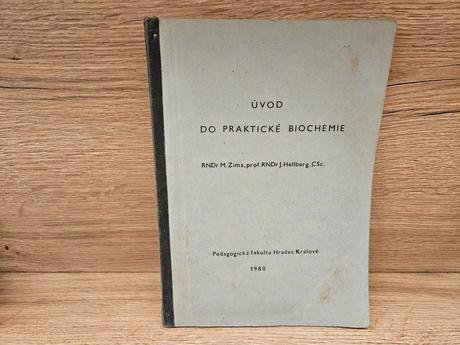 ÚVOD
DO PRAKTICKÉ BIOCHEMIE
RNDr M. Zima, prof. RNDr J. Hellberg, CSc.
Pedagogická fakulta Hradec Králové
1980